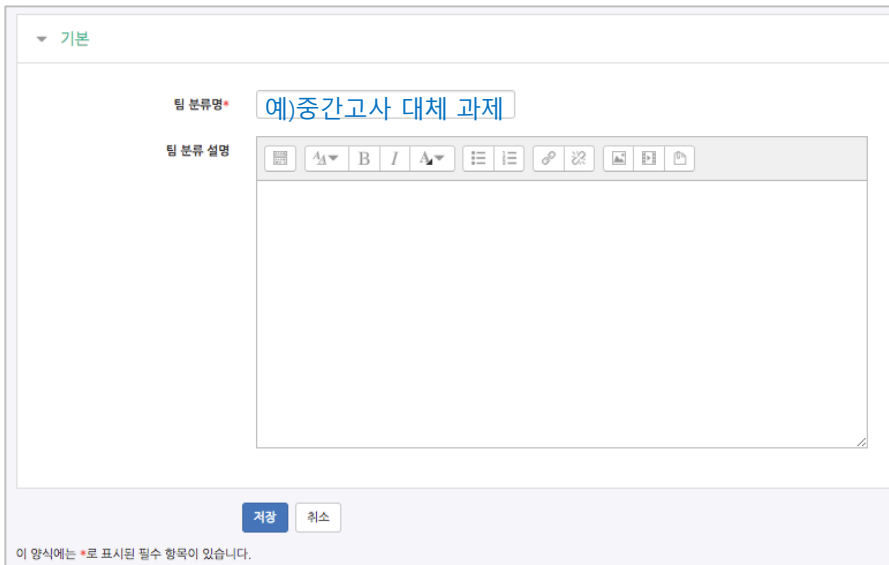 기본
팀 분류명*
예)중간고사 대체 과제
팀 분류 설명
B I A
저장 취소
이 양식에는 *로 표시된 필수 항목이 있습니다.